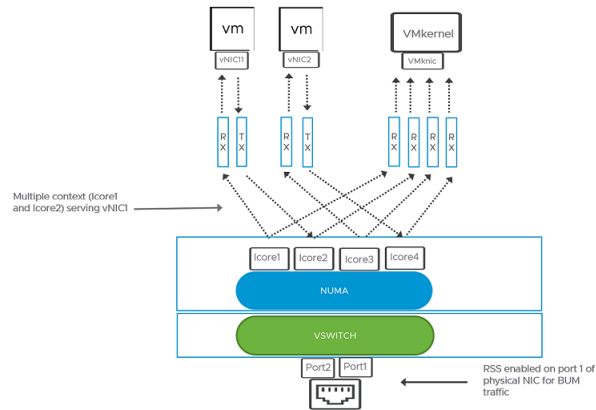 vm
vm
VMkernel
vNIC11
vNIC2
VMknic
RX
TX
RX
TX
RX
RX
RX
RX
Multiple context (lcore1
and lcore2) serving vNIC1
lcore1
lcore2
lcore3
lcore4
NUMA
VSWITCH
Port2
Port1
RSS enabled on port 1 of
physical NIC for BUM
traffic